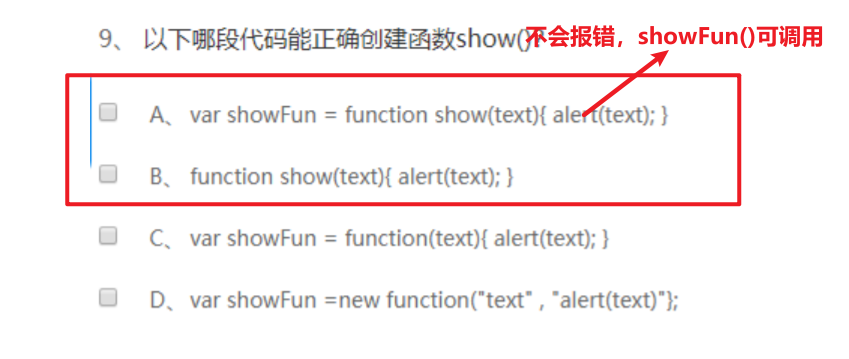 9、 以下哪段代码能正确创建函数show()?
不会报错，showFun()可调用
A、 var showFun = function show(text){ alert(text); }
B、 function show(text){ alert(text); }
C、 var showFun = function(text){ alert(text); }
D、 var showFun =new function("text" , "alert(text)"};